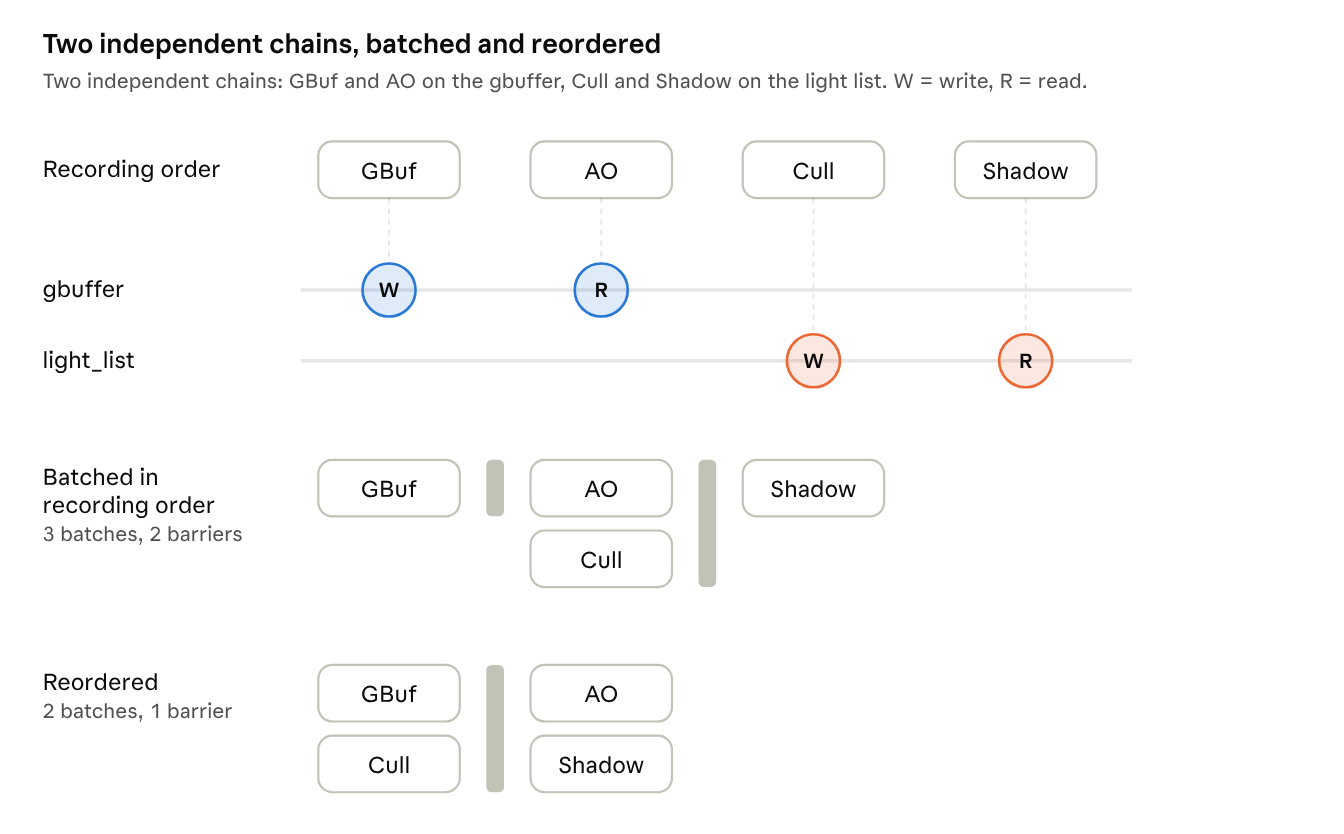 Two independent chains, batched and reordered
Two independent chains: GBuf and AO on the gbuffer, Cull and Shadow on the light list. W = write, R = read.
Recording order
GBuf
AO
Cull
Shadow
gbuffer
W
R
light_list
W
R
Batched in
recording order
3 batches, 2 barriers
GBuf
AO
Shadow
Cull
Reordered
2 batches, 1 barrier
GBuf
AO
Cull
Shadow